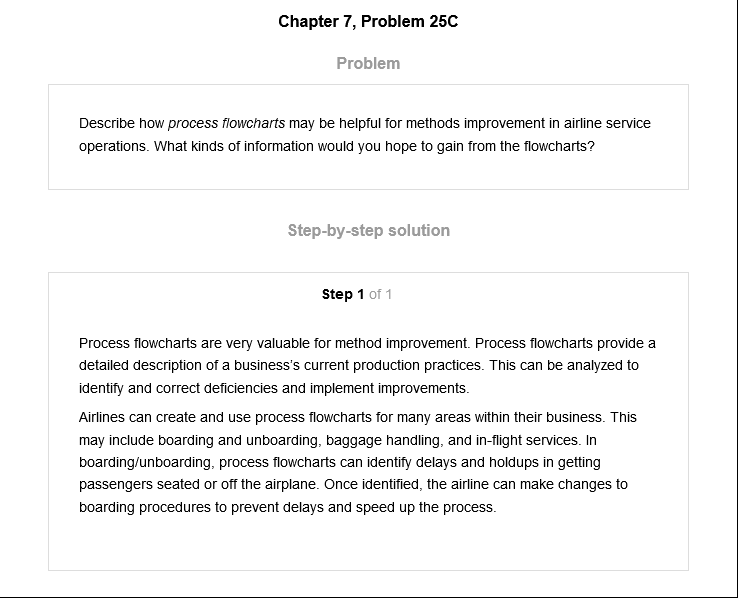 Chapter 7, Problem 25C
Problem
Describe how process flowcharts may be helpful for methods improvement in airline service
operations. What kinds of information would you hope to gain from the flowcharts?
Step-by-step solution
Step 1 of 1
Process flowcharts are very valuable for method improvement. Process flowcharts provide a
detailed description of a business's current production practices. This can be analyzed to
identify and correct deficiencies and implement improvements.
Airlines can create and use process flowcharts for many areas within their business. This
may include boarding and unboarding, baggage handling, and in-flight services. In
boarding/unboarding, process flowcharts can identify delays and holdups in getting
passengers seated or off the airplane. Once identified, the airline can make changes to
boarding procedures to prevent delays and speed up the process.